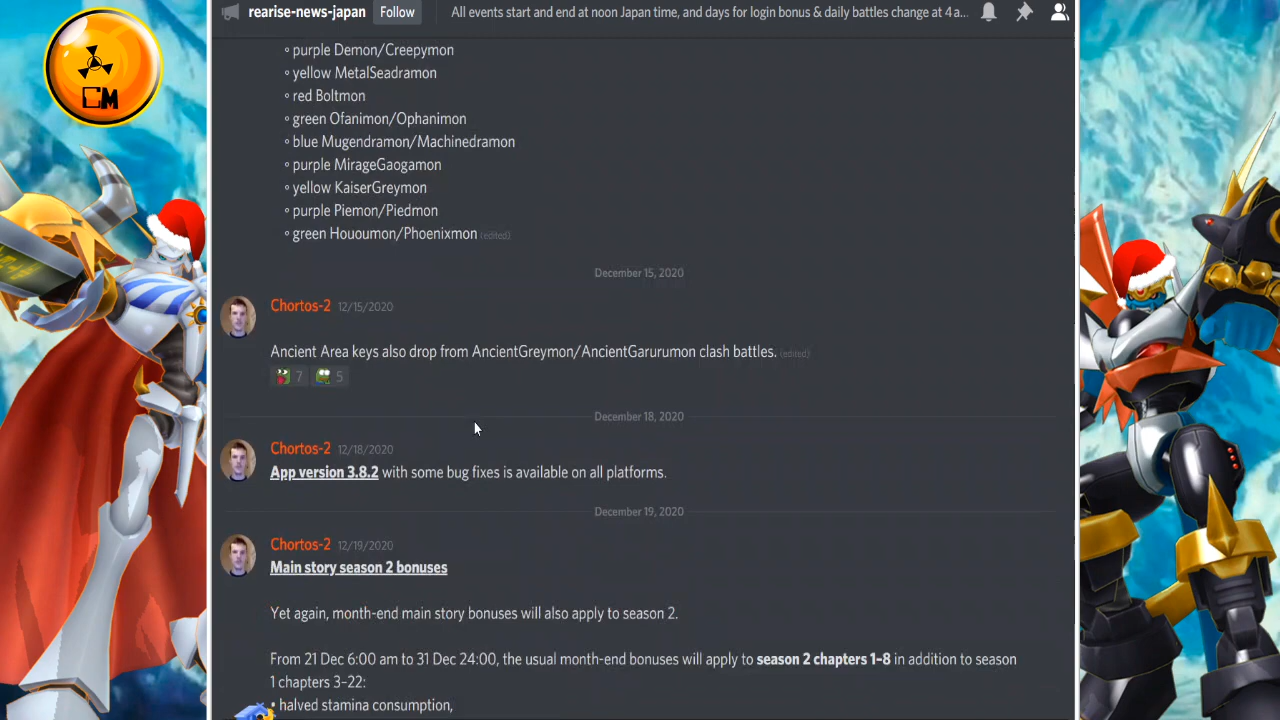 rearise-news-japan Follow All events start and end at noon Japan time, and days for login bonus & daily battles change at 4 a...
CM
◦ purple Demon/Creepymon
◦ yellow MetalSeadramon
◦ red Boltmon
◦ green Ofanimon/Ophanimon
◦ blue Mugendramon/Machinedramon
◦ purple MirageGaogamon
◦ yellow KaiserGreymon
◦ purple Piemon/Piedmon
◦ green Hououmon/Phoenixmon (edited)
December 15, 2020
Chortos-2 12/15/2020
Ancient Area keys also drop from AncientGreymon/AncientGarurumon clash battles. (edited)
7 5
December 18, 2020
Chortos-2 12/18/2020
App version 3.8.2 with some bug fixes is available on all platforms.
December 19, 2020
Chortos-2 12/19/2020
Main story season 2 bonuses
Yet again, month-end main story bonuses will also apply to season 2.
From 21 Dec 6:00 am to 31 Dec 24:00, the usual month-end bonuses will apply to season 2 chapters 1–8 in addition to season
1 chapters 3–22:
• halved stamina consumption,